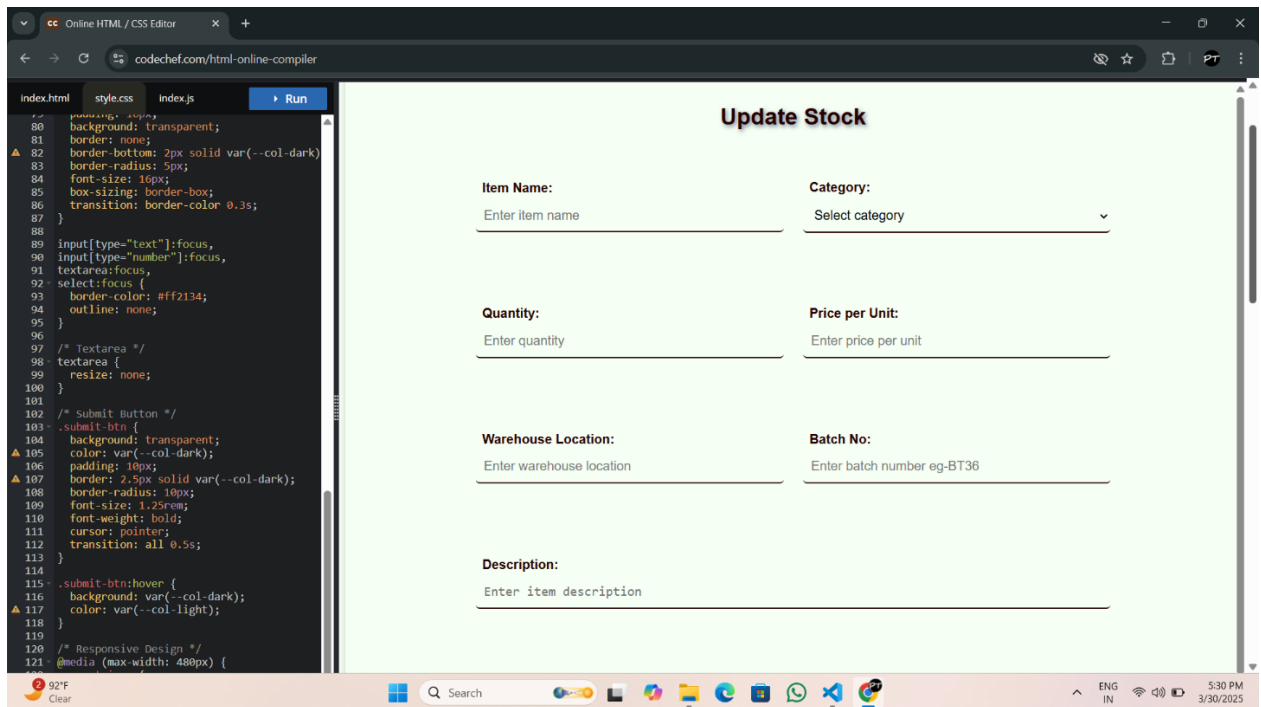 cc Online HTML / CSS Editor
codechef.com/html-online-compiler
PT
index.html style.css index.js Run
79 padding: 10px;
80 background: transparent;
81 border: none;
82 border-bottom: 2px solid var(--col-dark)
83 border-radius: 5px;
84 font-size: 16px;
85 box-sizing: border-box;
86 transition: border-color 0.3s;
87 }
88
89 input[type="text"]:focus,
90 input[type="number"]:focus,
91 textarea:focus,
92 select:focus {
93 border-color: #ff2134;
94 outline: none;
95 }
96
97 /* Textarea */
98 textarea {
99 resize: none;
100 }
101
102 /* Submit Button */
103 .submit-btn {
104 background: transparent;
105 color: var(--col-dark);
106 padding: 10px;
107 border: 2.5px solid var(--col-dark);
108 border-radius: 10px;
109 font-size: 1.25rem;
110 font-weight: bold;
111 cursor: pointer;
112 transition: all 0.5s;
113 }
114
115 .submit-btn:hover {
116 background: var(--col-dark);
117 color: var(--col-light);
118 }
119
120 /* Responsive Design */
121 @media (max-width: 480px) {
Update Stock
Item Name: Category:
Enter item name Select category
Quantity: Price per Unit:
Enter quantity Enter price per unit
Warehouse Location: Batch No:
Enter warehouse location Enter batch number eg-BT36
Description:
Enter item description
2 92°F
Clear
Search
PT
ENG
IN
5:30 PM
3/30/2025